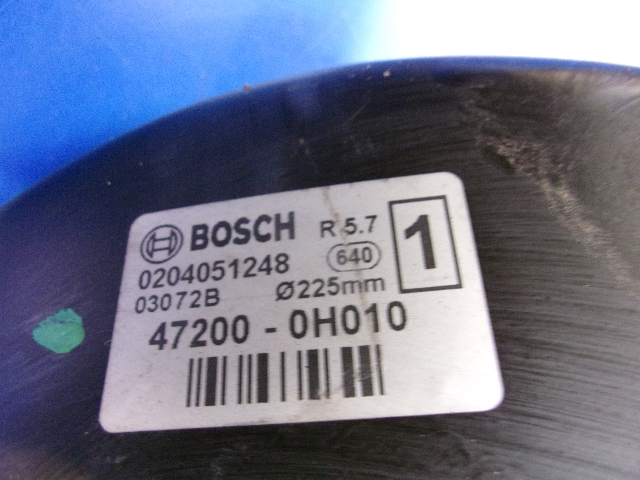 BOSCH R 5.7 1
0204051248 640
03072B Ø225mm
47200 - 0H010